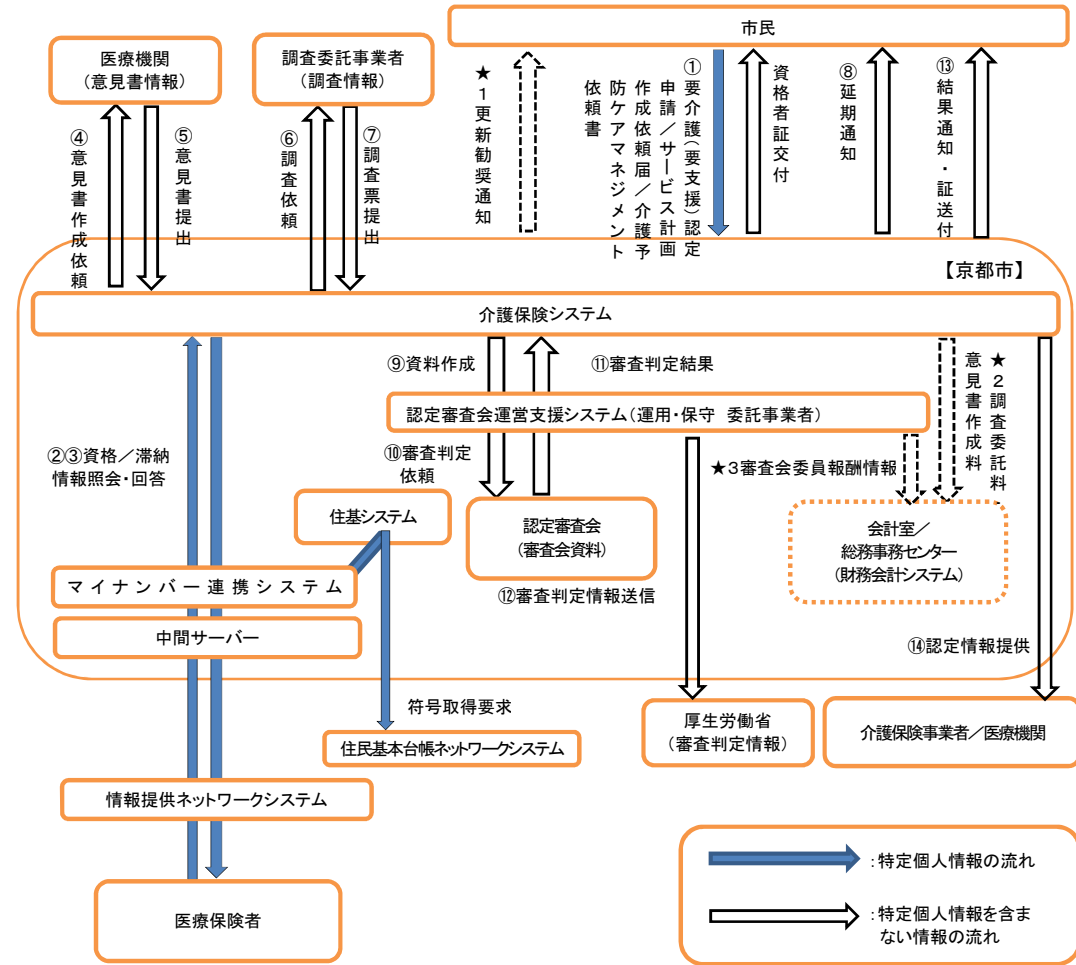 市民
医療機関
(意見書情報)
調査委託事業者
(調査情報)
④意見書作成依頼
⑤意見書提出
⑥調査依頼
⑦調査票提出
★1更新勧奨通知
①要介護(要支援)認定
申請/サービス計画
作成依頼届/介護予
防ケアマネジメント
依頼書
資格者証交付
⑧延期通知
⑬結果通知・証送付
【京都市】
介護保険システム
⑨資料作成
⑪審査判定結果
★2調査委託料
意見書作成料
認定審査会運営支援システム(運用・保守 委託事業者)
②③資格/滞納
情報照会・回答
⑩審査判定
依頼
★3審査会委員報酬情報
住基システム
認定審査会
(審査会資料)
会計室/
総務事務センター
(財務会計システム)
マイナンバー連携システム
⑫審査判定情報送信
中間サーバー
⑭認定情報提供
符号取得要求
住民基本台帳ネットワークシステム
厚生労働省
(審査判定情報)
介護保険事業者/医療機関
情報提供ネットワークシステム
:特定個人情報の流れ
医療保険者
:特定個人情報を含ま
ない情報の流れ